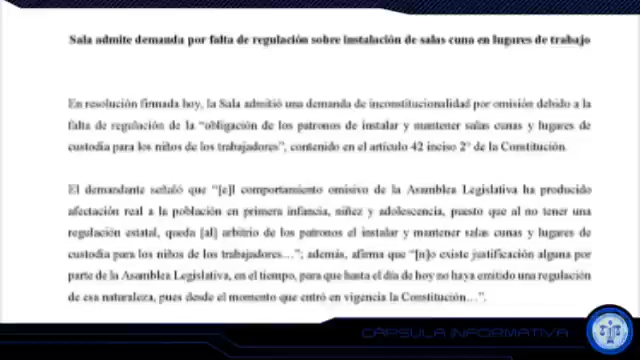 Sala admite demanda por falta de regulación sobre instalación de salas cuna en lugares de trabajo
En resolución firmada hoy, la Sala admitió una demanda de inconstitucionalidad por omisión debido a la
falta de regulación de la “obligación de los patronos de instalar y mantener salas cunas y lugares de
custodia para los niños de los trabajadores”, contenido en el artículo 42 inciso 2° de la Constitución.
El demandante señaló que “[e]l comportamiento omisivo de la Asamblea Legislativa ha producido
afectación real a la población en primera infancia, niñez y adolescencia, puesto que al no tener una
regulación estatal, queda [al] arbitrio de los patronos el instalar y mantener salas cunas y lugares de
custodia para los niños de los trabajadores…”; además, afirma que “[n]o existe justificación alguna por
parte de la Asamblea Legislativa, en el tiempo, para que hasta el día de hoy no haya emitido una regulación
de esa naturaleza, pues desde el momento que entró en vigencia la Constitución…”.
CÁPSULA INFORMATIVA